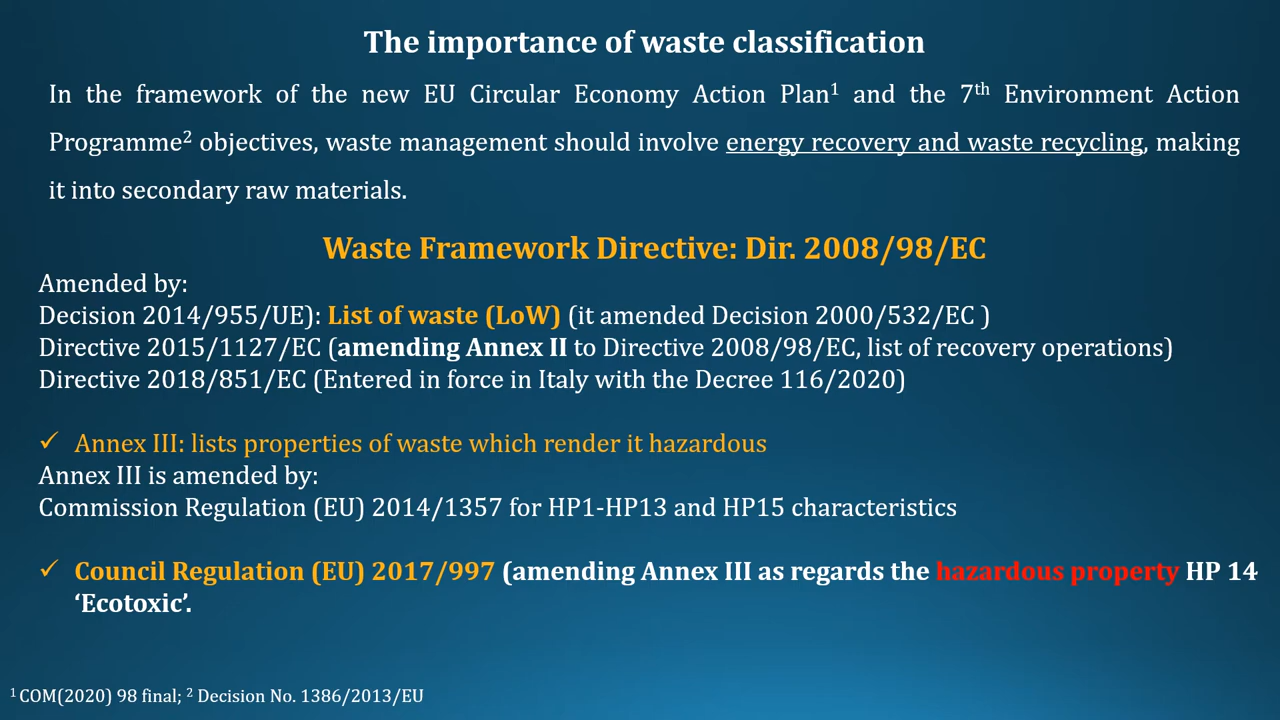 The importance of waste classification
In the framework of the new EU Circular Economy Action Plan¹ and the 7th Environment Action
Programme² objectives, waste management should involve energy recovery and waste recycling, making
it into secondary raw materials.
Waste Framework Directive: Dir. 2008/98/EC
Amended by:
Decision 2014/955/UE): List of waste (LoW) (it amended Decision 2000/532/EC )
Directive 2015/1127/EC (amending Annex II to Directive 2008/98/EC, list of recovery operations)
Directive 2018/851/EC (Entered in force in Italy with the Decree 116/2020)
✓ Annex III: lists properties of waste which render it hazardous
Annex III is amended by:
Commission Regulation (EU) 2014/1357 for HP1-HP13 and HP15 characteristics
✓ Council Regulation (EU) 2017/997 (amending Annex III as regards the hazardous property HP 14
‘Ecotoxic’.
¹ COM(2020) 98 final; ² Decision No. 1386/2013/EU